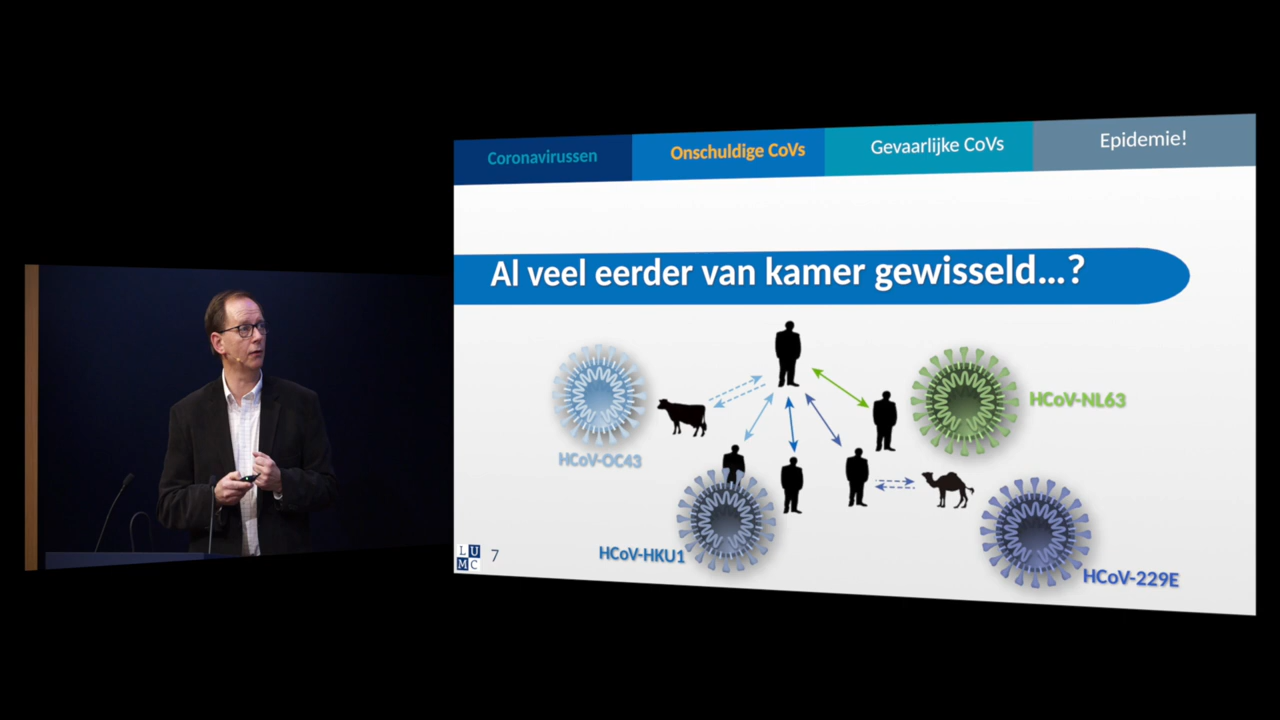 Coronavirussen
Onschuldige CoVs
Gevaarlijke CoVs
Epidemie!
Al veel eerder van kamer gewisseld...?
HCoV-NL63
HCoV-OC43
HCoV-HKU1
HCoV-229E
L U
M C
7